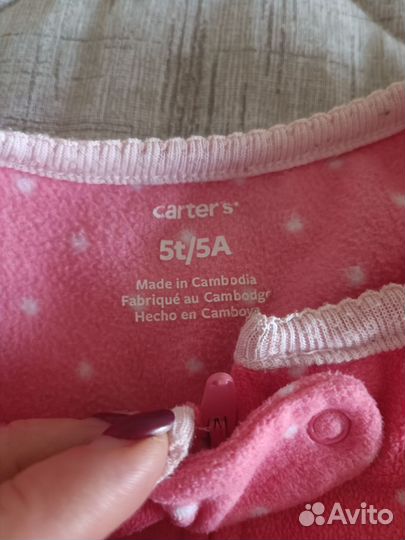 carter's
5t/5A
Made in Cambodia
Fabriqué au Cambodge
Hecho en Camboya
Avito